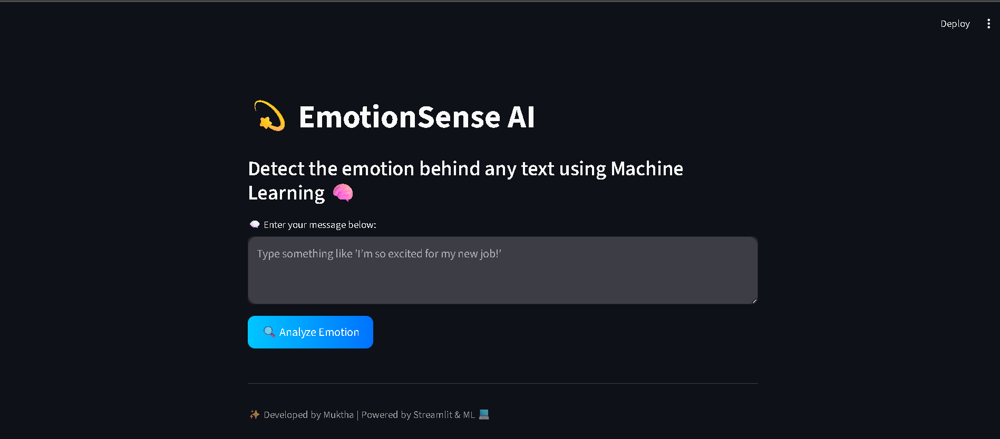 Deploy
EmotionSense AI
Detect the emotion behind any text using Machine
Learning
Enter your message below:
Type something like 'I’m so excited for my new job!'
Analyze Emotion
Developed by Muktha | Powered by Streamlit & ML